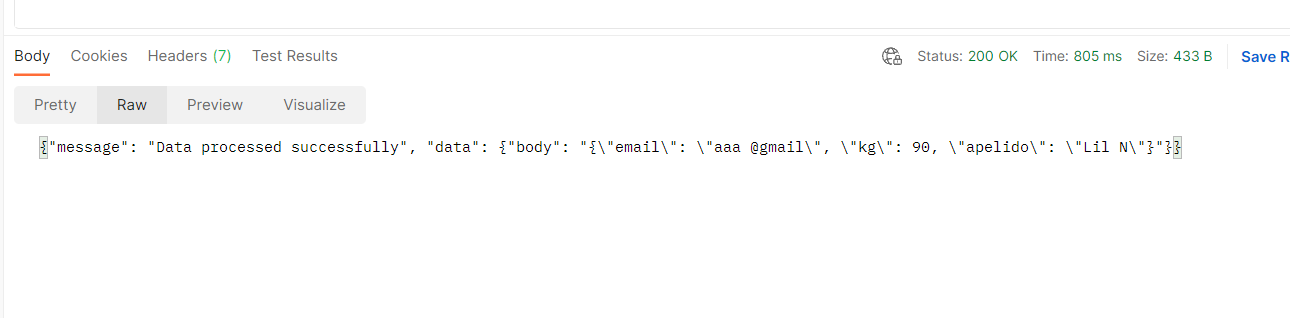 Body Cookies Headers (7) Test Results Status: 200 OK Time: 805 ms Size: 433 B Save R
Pretty Raw Preview Visualize
{"message": "Data processed successfully", "data": {"body": "{\"email\": \"aaa @gmail\", \"kg\": 90, \"apelido\": \"Lil N\"}"}}